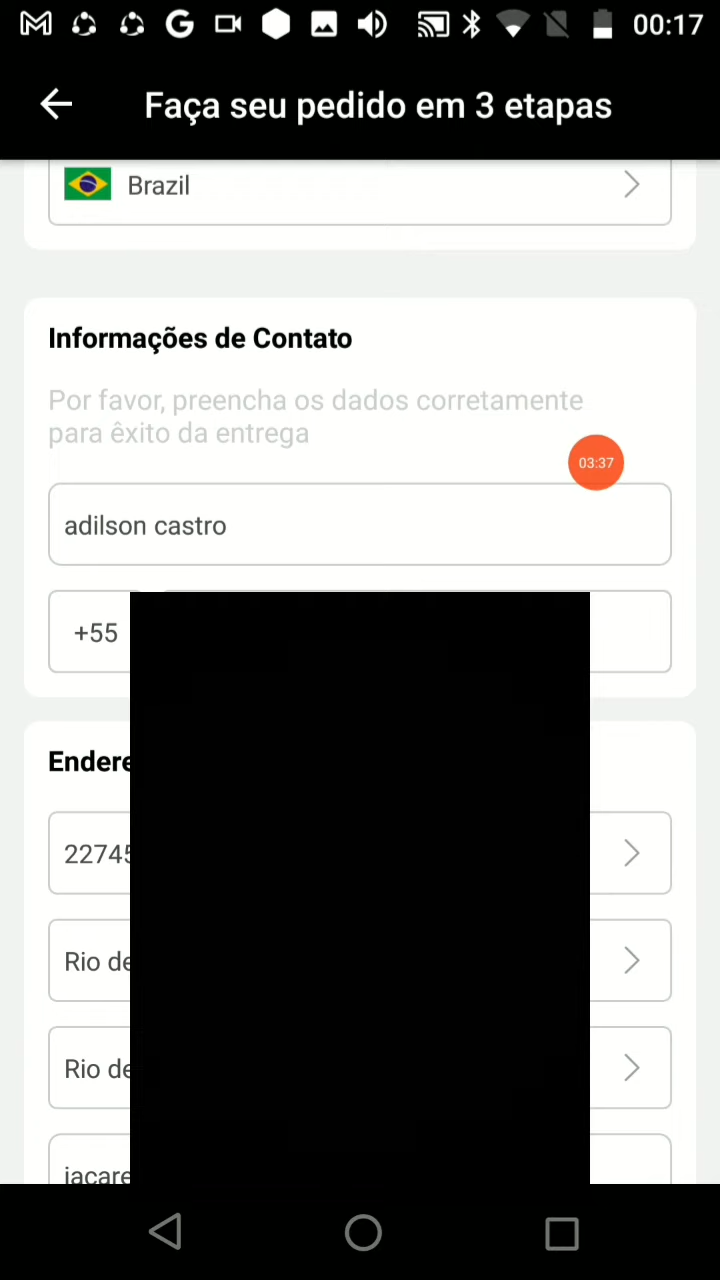 00:17
Faça seu pedido em 3 etapas
Brazil
Informações de Contato
Por favor, preencha os dados corretamente
para êxito da entrega
03:37
adilson castro
+55
Endere
22745
Rio de
Rio de
jacare